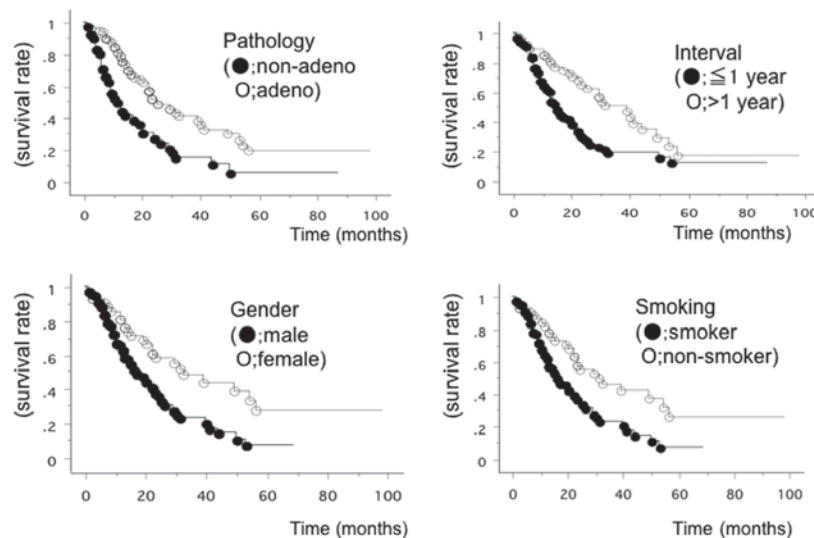 (survival rate)
1
.8
.6
.4
.2
0
0 20 40 60 80 100
Time (months)
Pathology
(●;non-adeno
O;adeno)
(survival rate)
1
.8
.6
.4
.2
0
0 20 40 60 80 100
Time (months)
Interval
(●;≦1 year
O;>1 year)
(survival rate)
1
.8
.6
.4
.2
0
0 20 40 60 80 100
Time (months)
Gender
(●;male
O;female)
(survival rate)
1
.8
.6
.4
.2
0
0 20 40 60 80 100
Time (months)
Smoking
(●;smoker
O;non-smoker)